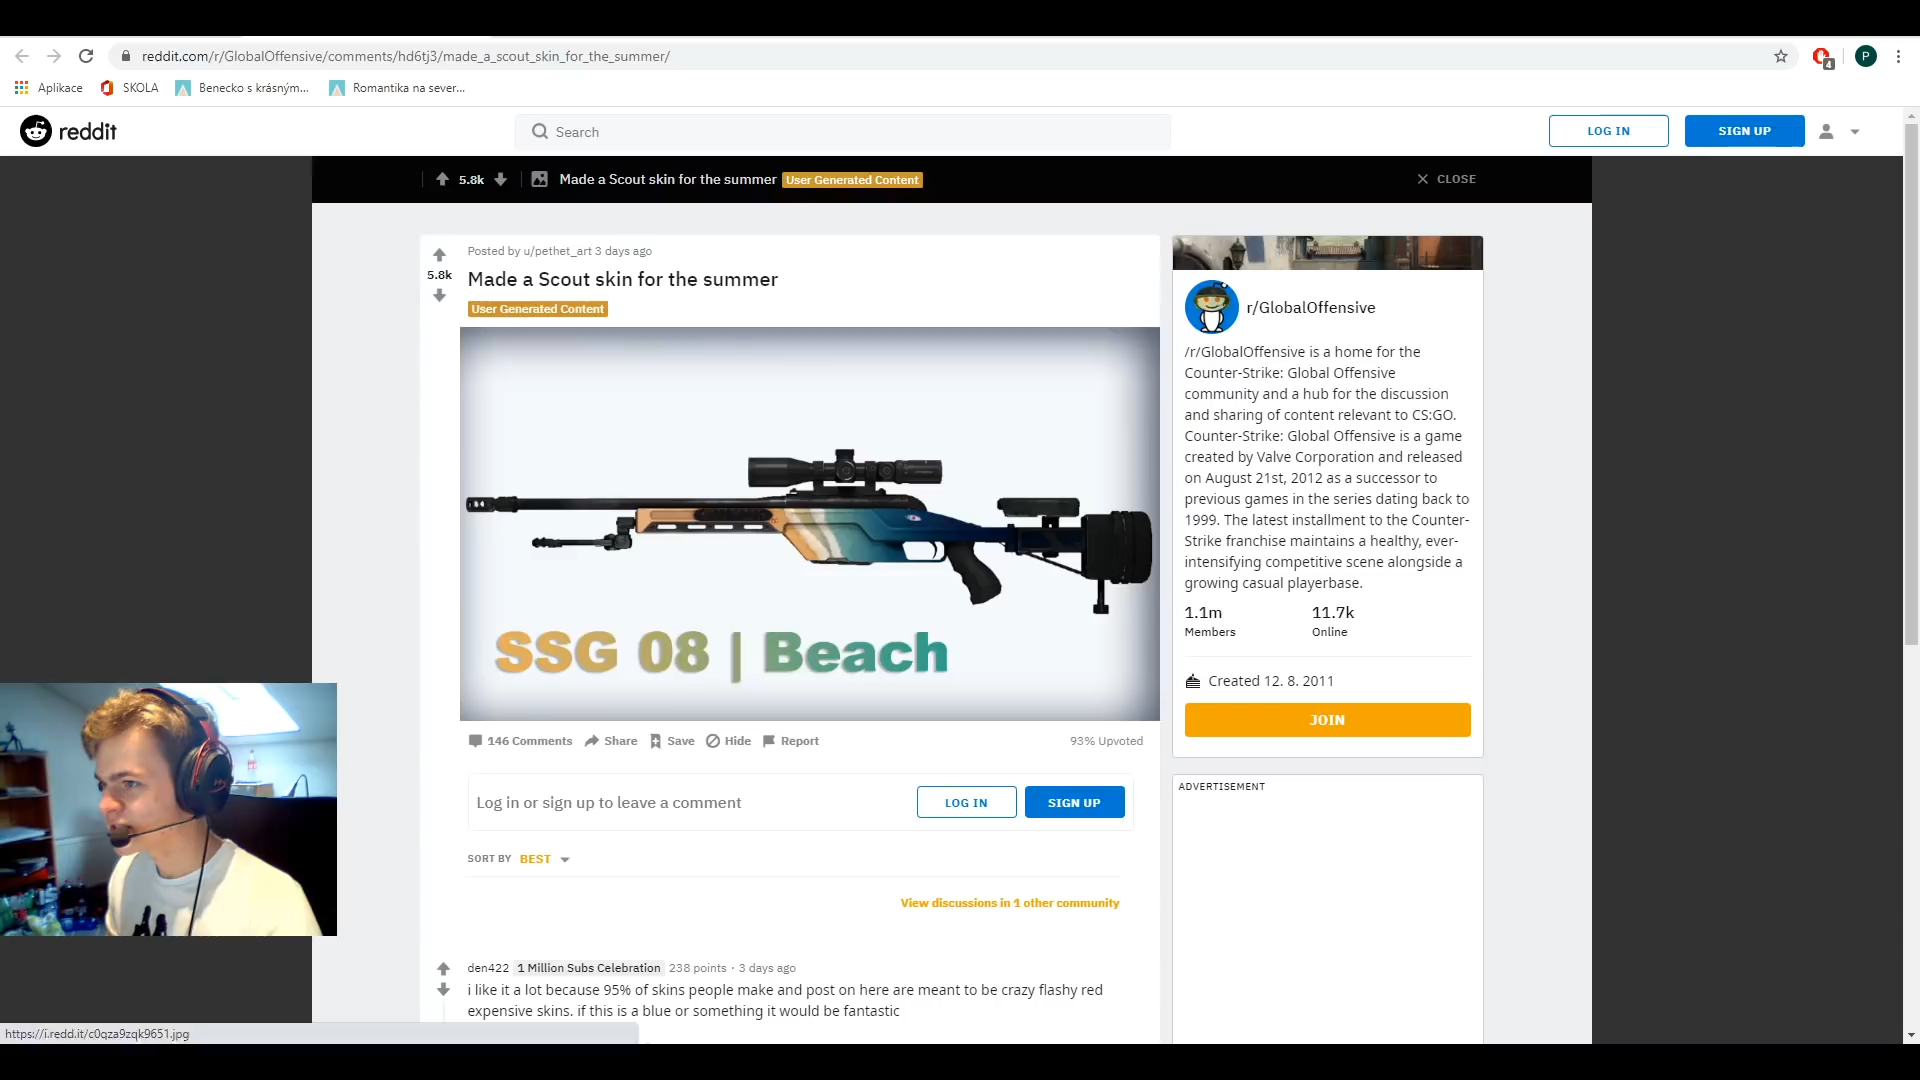 reddit.com/r/GlobalOffensive/comments/hd6tj3/made_a_scout_skin_for_the_summer/
4
P
Aplikace
SKOLA
Benecko s krásným...
Romantika na sever...
reddit
Search
LOG IN
SIGN UP
5.8k
Made a Scout skin for the summer
User Generated Content
CLOSE
Posted by u/pethet_art 3 days ago
5.8k
Made a Scout skin for the summer
User Generated Content
SSG 08 | Beach
146 Comments
Share
Save
Hide
Report
93% Upvoted
Log in or sign up to leave a comment
LOG IN
SIGN UP
SORT BY BEST
View discussions in 1 other community
den422 1 Million Subs Celebration 238 points · 3 days ago
i like it a lot because 95% of skins people make and post on here are meant to be crazy flashy red
expensive skins. if this is a blue or something it would be fantastic
r/GlobalOffensive
/r/GlobalOffensive is a home for the
Counter-Strike: Global Offensive
community and a hub for the discussion
and sharing of content relevant to CS:GO.
Counter-Strike: Global Offensive is a game
created by Valve Corporation and released
on August 21st, 2012 as a successor to
previous games in the series dating back to
1999. The latest installment to the Counter-
Strike franchise maintains a healthy, ever-
intensifying competitive scene alongside a
growing casual playerbase.
1.1m
Members
11.7k
Online
Created 12. 8. 2011
JOIN
ADVERTISEMENT
https://i.redd.it/c0qza9zqk9651.jpg